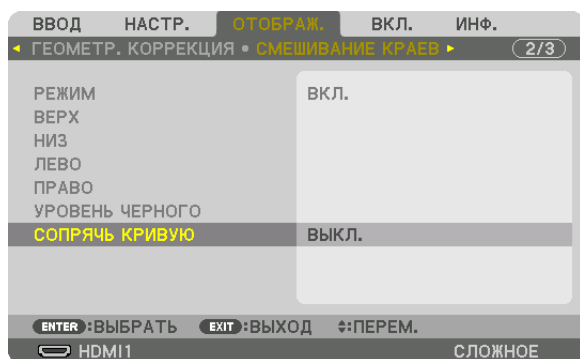 ВВОД НАСТР. ОТОБРАЖ. ВКЛ. ИНФ.
ГЕОМЕТР. КОРРЕКЦИЯ • СМЕШИВАНИЕ КРАЕВ 2/3
РЕЖИМ ВКЛ.
ВЕРХ
НИЗ
ЛЕВО
ПРАВО
УРОВЕНЬ ЧЕРНОГО
СОПРЯЧЬ КРИВУЮ ВЫКЛ.
ENTER:ВЫБРАТЬ EXIT:ВЫХОД :ПЕРЕМ.
HDMI1 СЛОЖНОЕ